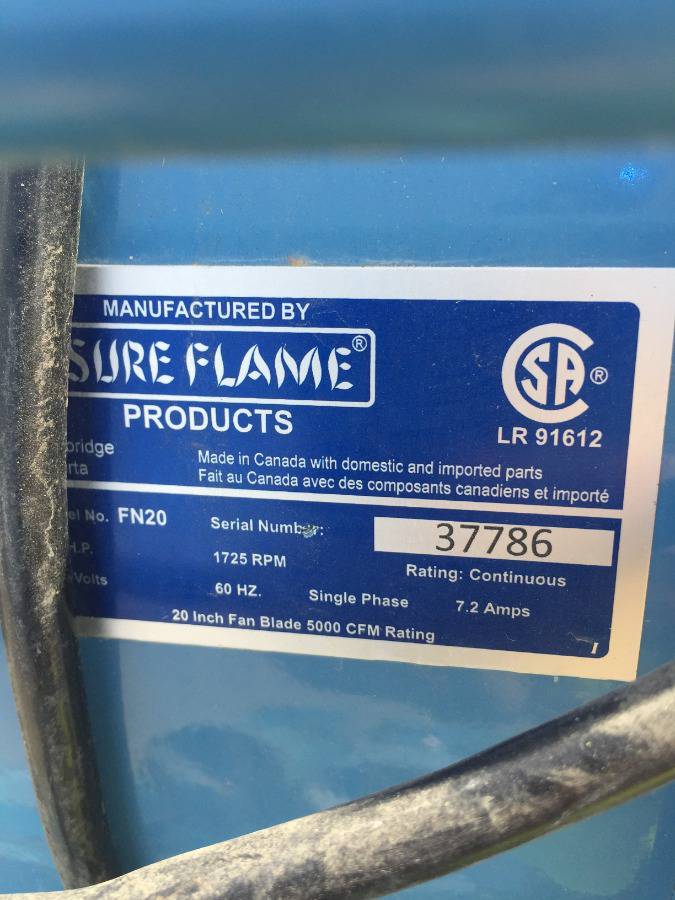 MANUFACTURED BY
SURE FLAME®
PRODUCTS
CSA®
LR 91612
Made in Canada with domestic and imported parts
Fait au Canada avec des composants canadiens et importé
No. FN20
Serial Number: 37786
H.P.
1725 RPM
Rating: Continuous
Volts
60 HZ.
Single Phase
7.2 Amps
20 Inch Fan Blade 5000 CFM Rating
I